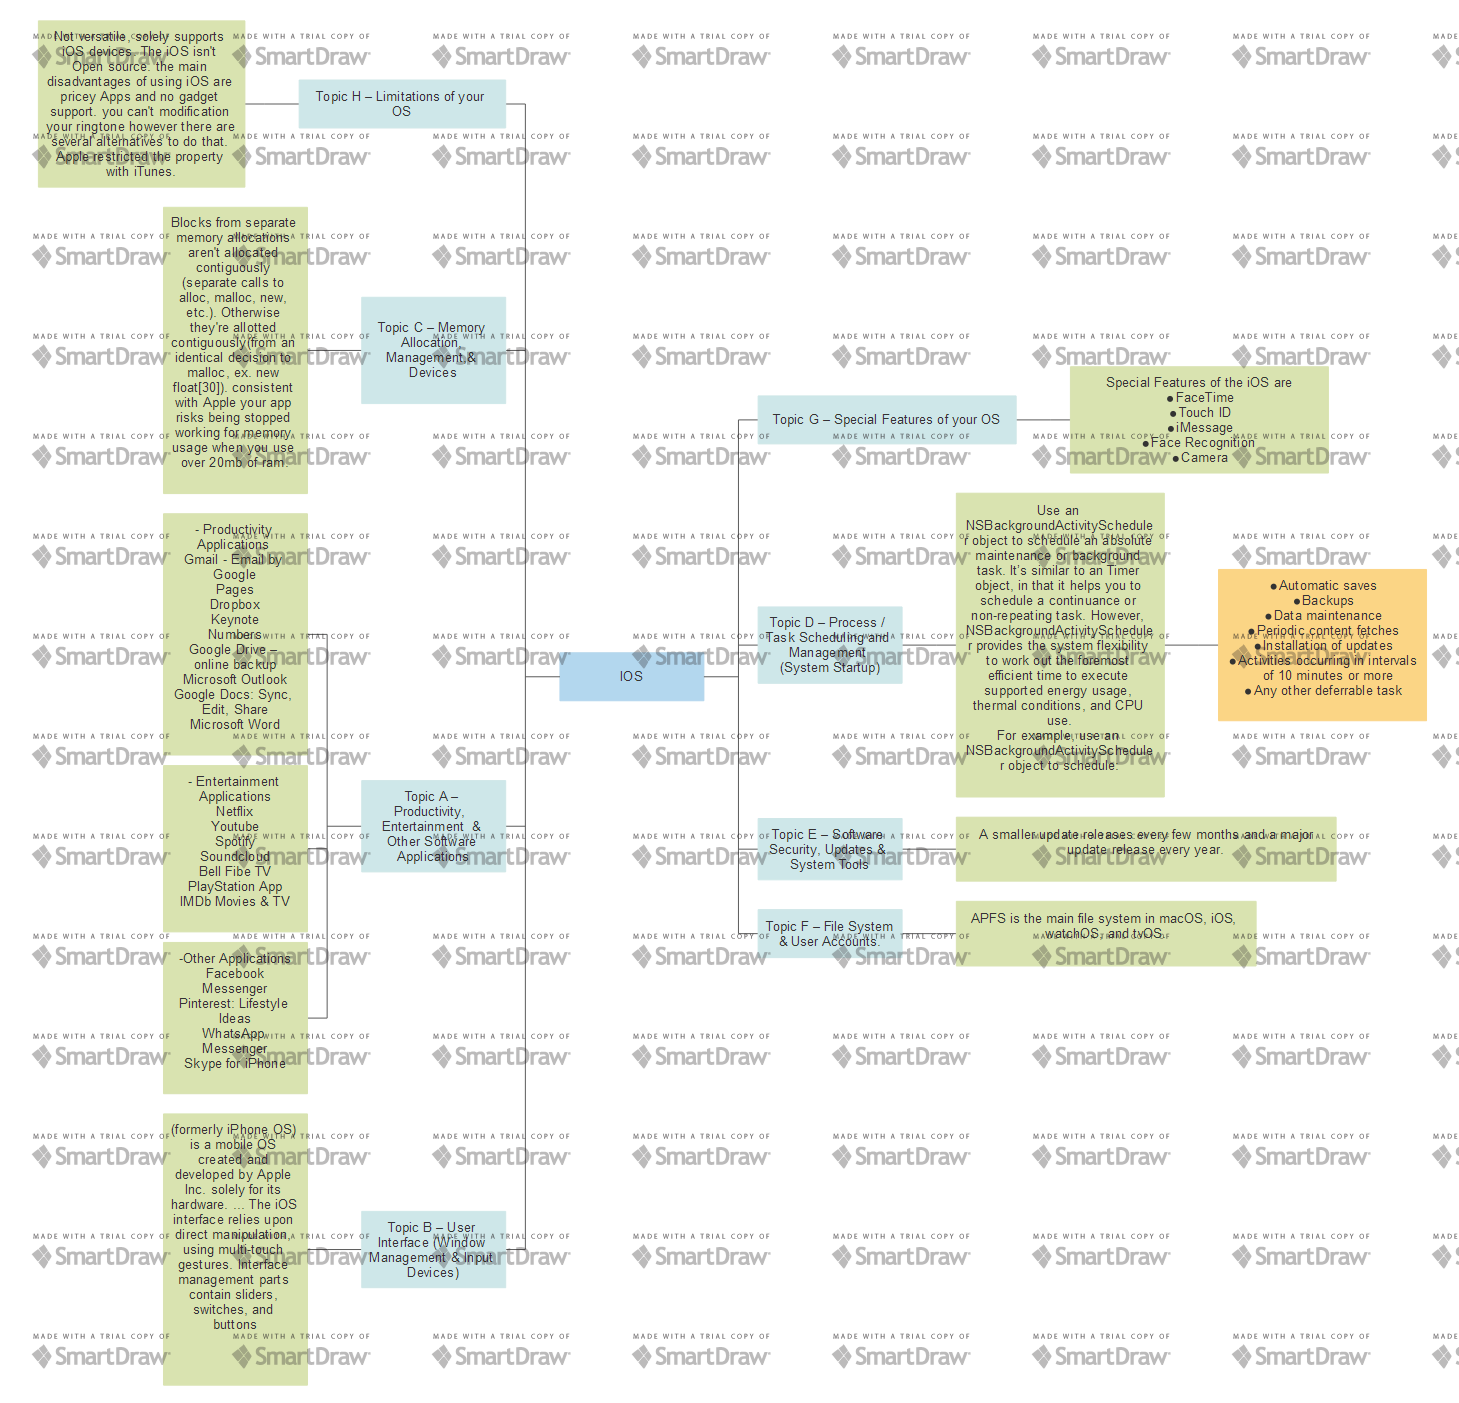 Not versatile, solely supports
iOS devices. The iOS isn't
Open source. the main
disadvantages of using iOS are
pricey Apps and no gadget
support. you can't modification
your ringtone however there are
several alternatives to do that.
Apple restricted the property
with iTunes.
Topic H – Limitations of your
OS
Blocks from separate
memory allocations
aren't allocated
contiguously
(separate calls to
alloc, malloc, new,
etc.). Otherwise
they're allotted
contiguously(from an
identical decision to
malloc, ex. new
float[30]). consistent
with Apple your app
risks being stopped
working for memory
usage when you use
over 20mb of ram.
Topic C – Memory
Allocation,
Management &
Devices
- Productivity
Applications
Gmail - Email by
Google
Pages
Dropbox
Keynote
Numbers
Google Drive –
online backup
Microsoft Outlook
Google Docs: Sync,
Edit, Share
Microsoft Word
- Entertainment
Applications
Netflix
Youtube
Spotify
Soundcloud
Bell Fibe TV
PlayStation App
IMDb Movies & TV
-Other Applications
Facebook
Messenger
Pinterest: Lifestyle
Ideas
WhatsApp
Messenger
Skype for iPhone
Topic A –
Productivity,
Entertainment &
Other Software
Applications
(formerly iPhone OS)
is a mobile OS
created and
developed by Apple
Inc. solely for its
hardware. ... The iOS
interface relies upon
direct manipulation,
using multi-touch
gestures. Interface
management parts
contain sliders,
switches, and
buttons
Topic B – User
Interface (Window
Management & Input
Devices)
IOS
Topic G – Special Features of your OS
Special Features of the iOS are
● FaceTime
● Touch ID
● iMessage
● Face Recognition
● Camera
Topic D – Process /
Task Scheduling and
Management
(System Startup)
Use an
NSBackgroundActivitySchedule
r object to schedule an absolute
maintenance or background
task. It's similar to an Timer
object, in that it helps you to
schedule a continuance or
non-repeating task. However,
NSBackgroundActivitySchedule
r provides the system flexibility
to work out the foremost
efficient time to execute
supported energy usage,
thermal conditions, and CPU
use.
For example, use an
NSBackgroundActivitySchedule
r object to schedule:
● Automatic saves
● Backups
● Data maintenance
● Periodic content fetches
● Installation of updates
● Activities occurring in intervals
of 10 minutes or more
● Any other deferrable task
Topic E – Software
Security, Updates &
System Tools
A smaller update releases every few months and a major
update release every year.
Topic F – File System
& User Accounts.
APFS is the main file system in macOS, iOS,
watchOS, and tvOS.
MADE WITH A TRIAL COPY OF
SmartDraw